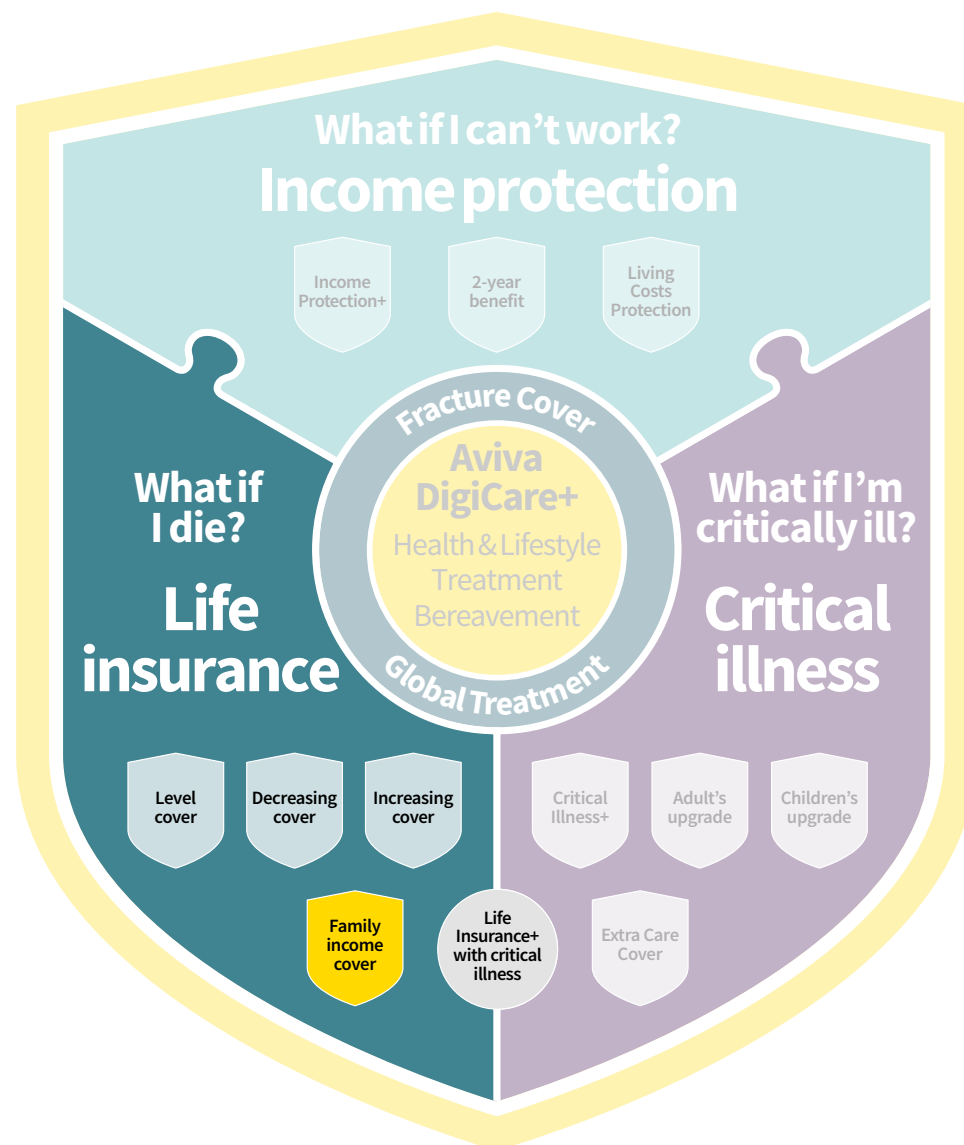 What if I can't work?
Income protection
Income
Protection+
2-year
benefit
Living
Costs
Protection
Fracture Cover
Aviva
DigiCare+
Health & Lifestyle
Treatment
Bereavement
Global Treatment
What if
I die?
Life
insurance
What if I'm
critically ill?
Critical
illness
Level
cover
Decreasing
cover
Increasing
cover
Critical
Illness+
Adult's
upgrade
Children's
upgrade
Family
income
cover
Life
Insurance+
with critical
illness
Extra Care
Cover